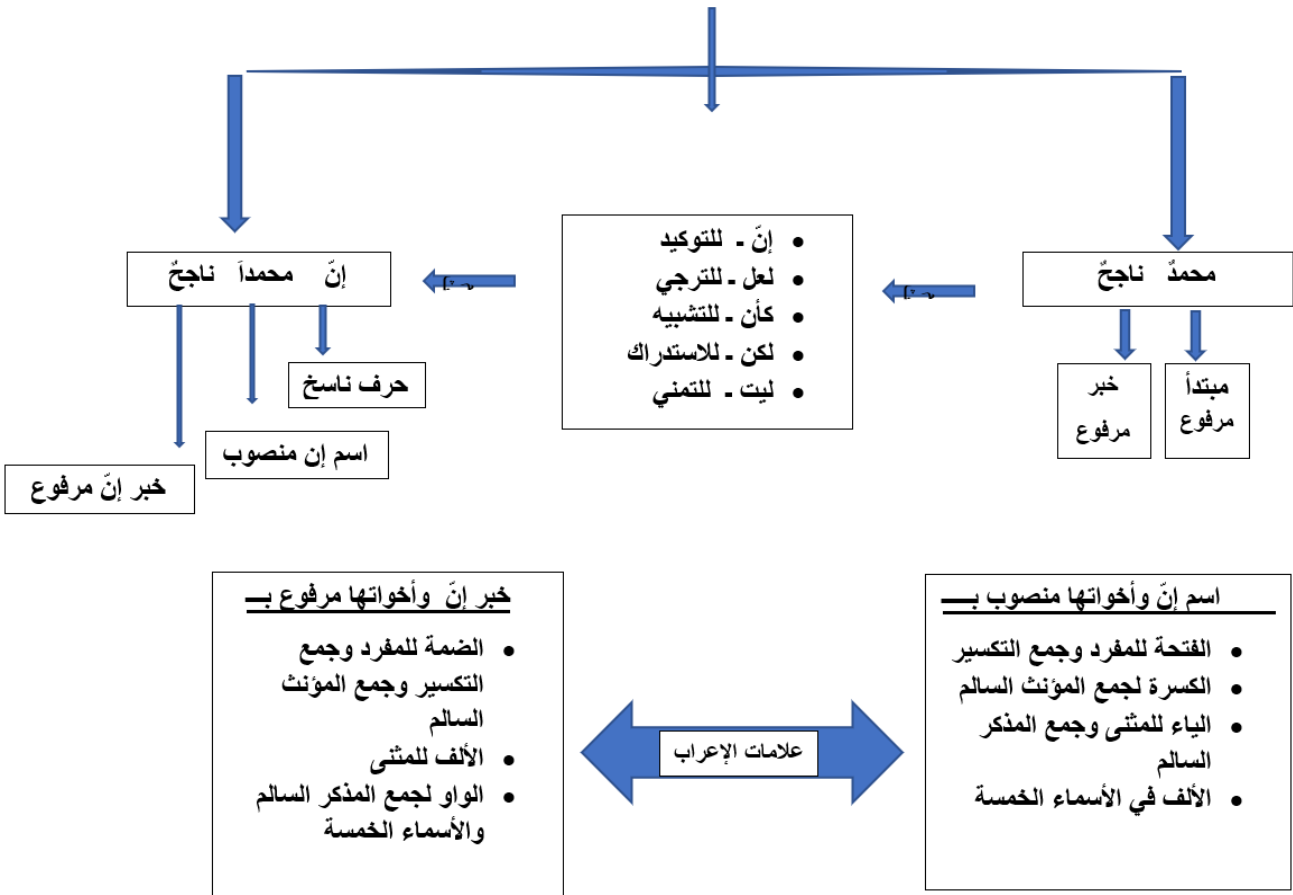 محمدٌ ناجحٌ
مبتدأ
مرفوع
خبر
مرفوع
• إنّ ـ للتوكيد
• لعل ـ للترجي
• كأن ـ للتشبيه
• لكن ـ للاستدراك
• ليت ـ للتمني
إنّ محمداَ ناجحٌ
حرف ناسخ
اسم إن منصوب
خبر إنّ مرفوع
اسم إنّ وأخواتها منصوب بـــ
• الفتحة للمفرد وجمع التكسير
• الكسرة لجمع المؤنث السالم
• الياء للمثنى وجمع المذكر
السالم
• الألف في الأسماء الخمسة
علامات الإعراب
خبر إنّ وأخواتها مرفوع بـــ
• الضمة للمفرد وجمع
التكسير وجمع المؤنث
السالم
• الألف للمثنى
• الواو لجمع المذكر السالم
والأسماء الخمسة